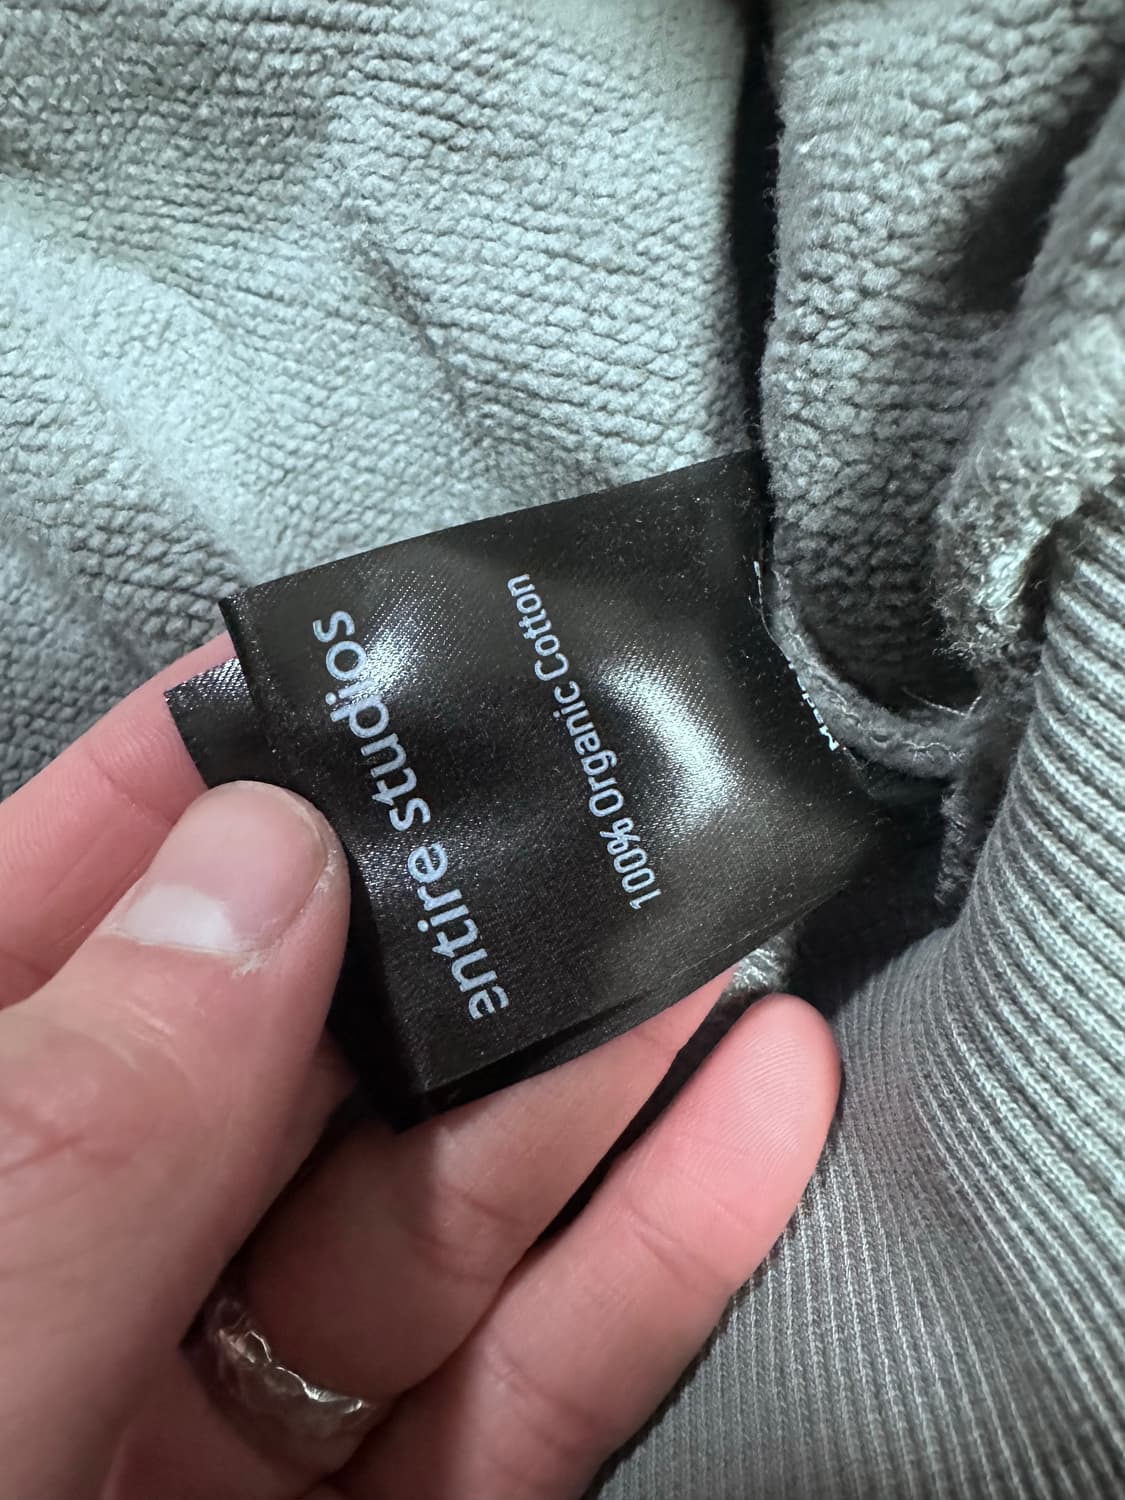 entire studios
100% Organic Cotton